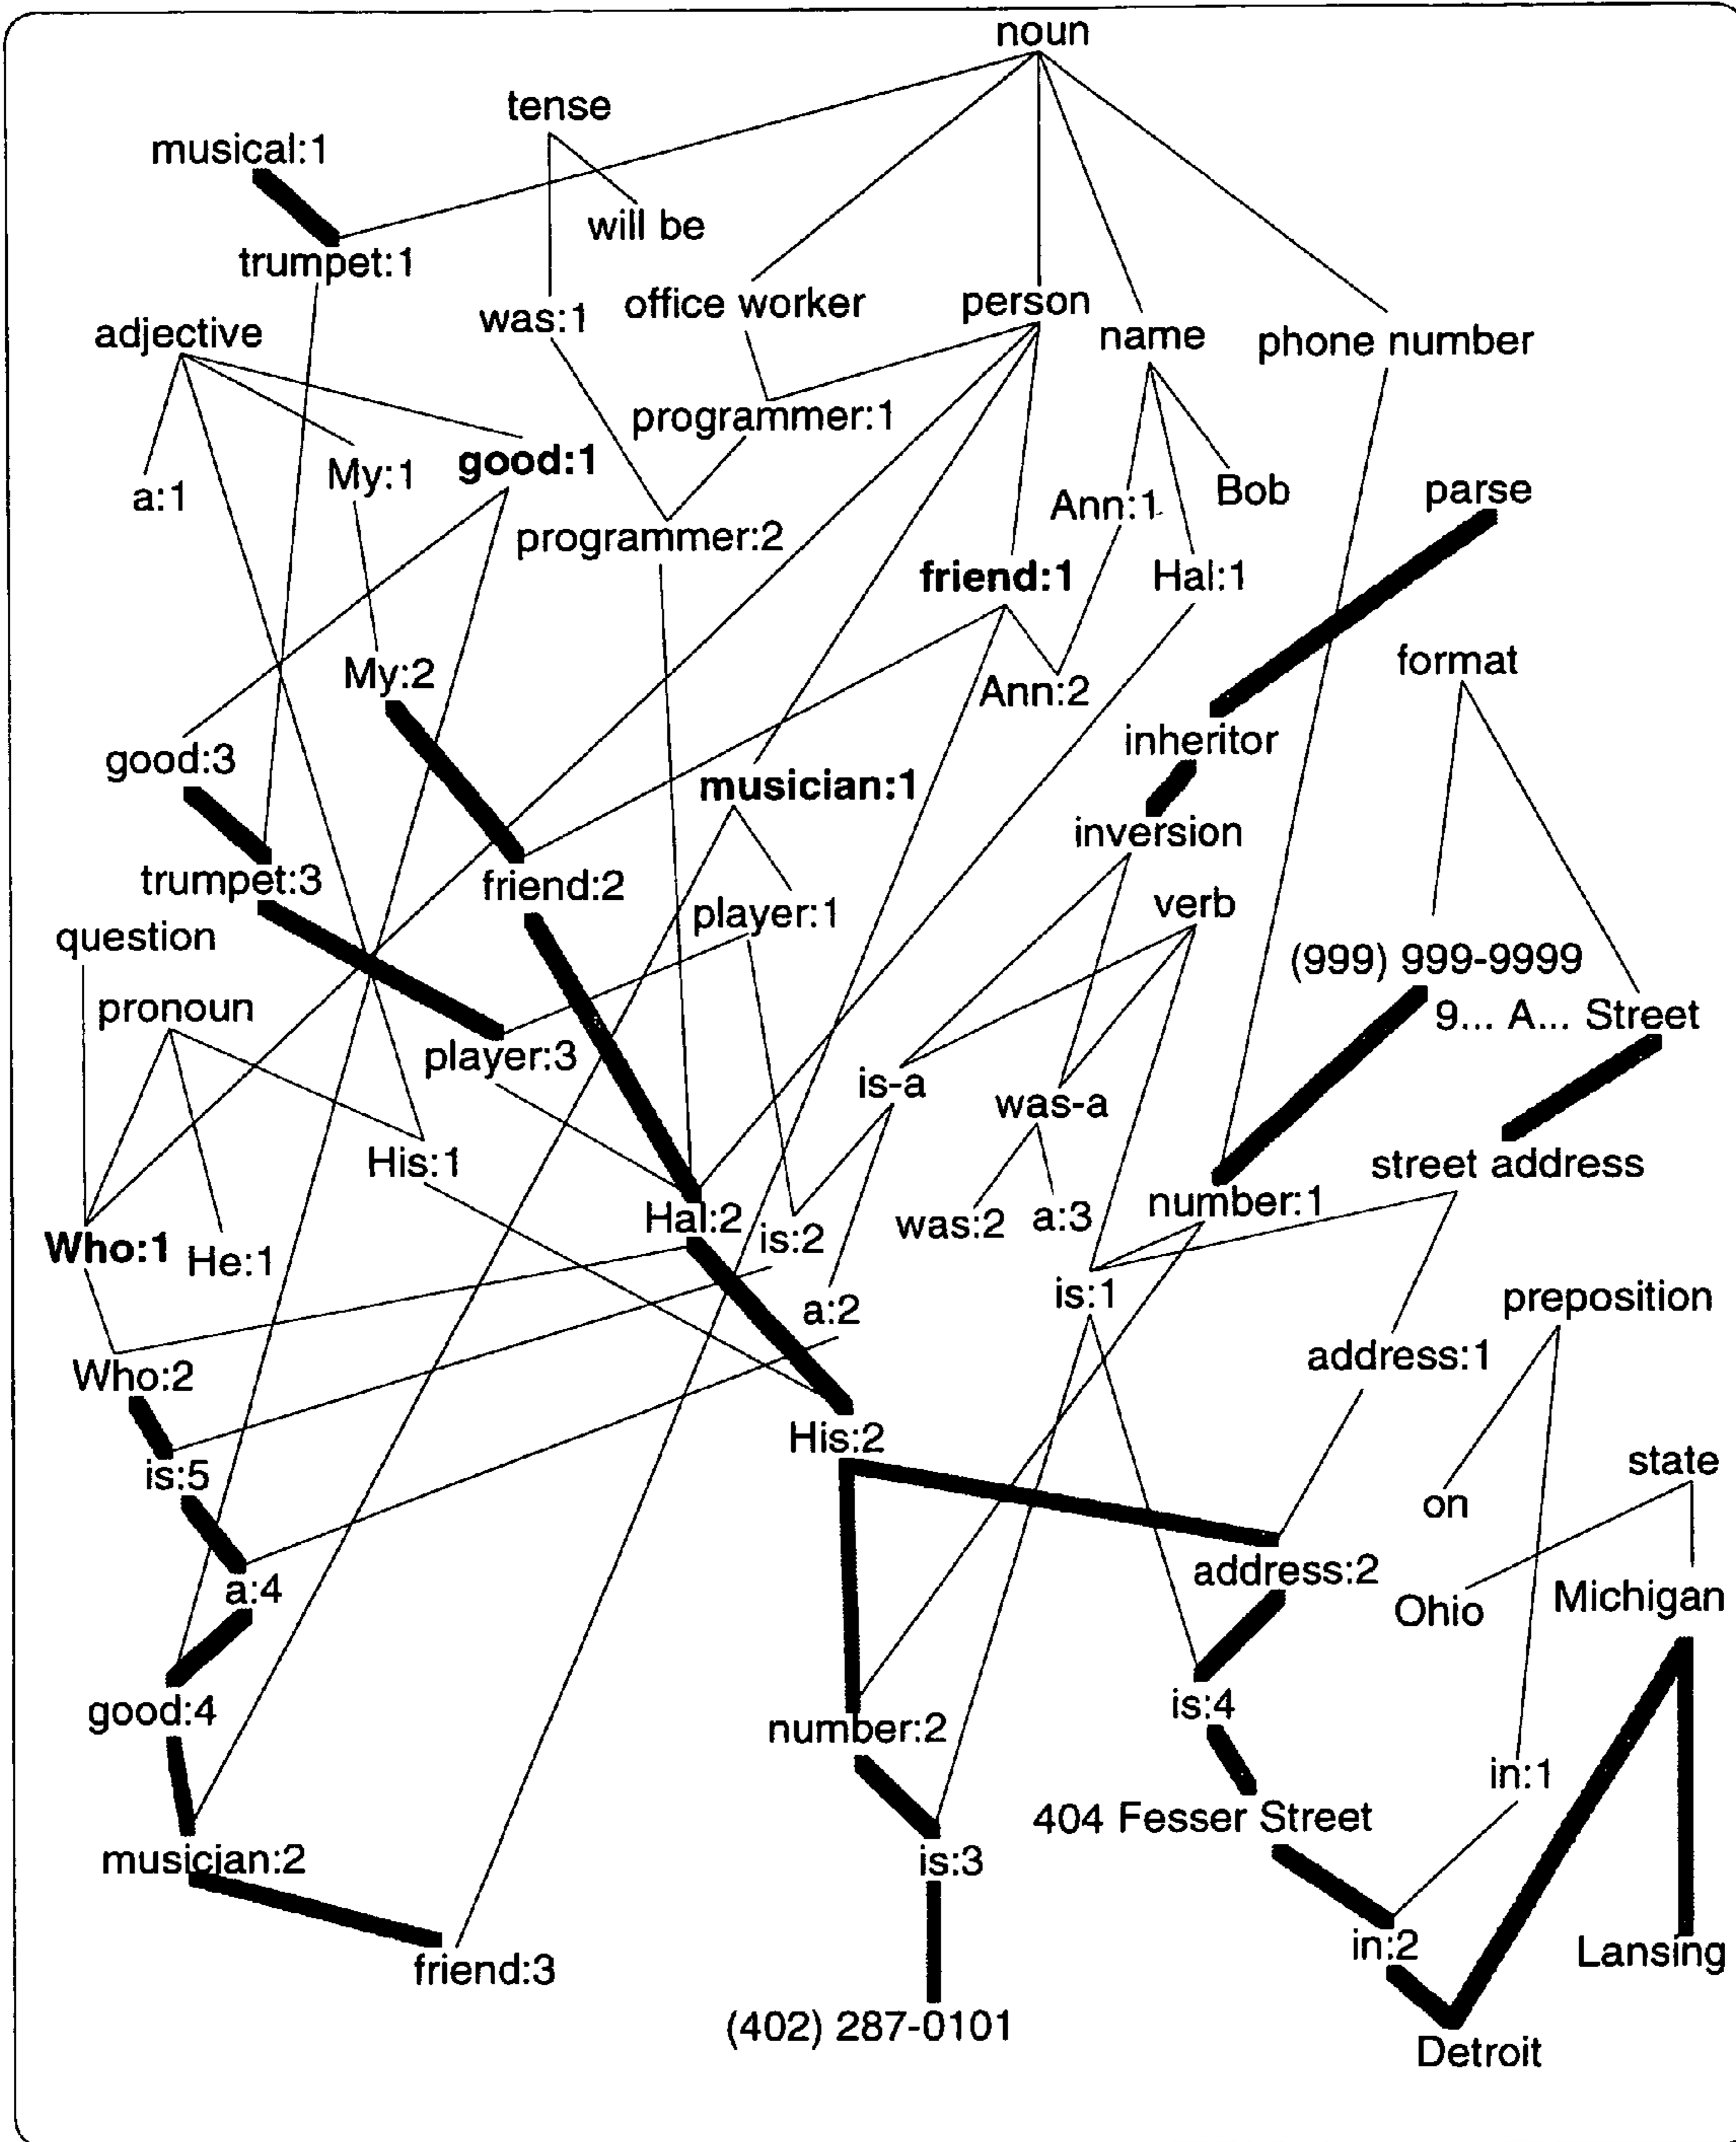 noun
tense
musical:1
will be
trumpet:1
office worker
person
was:1
adjective
name
phone number
programmer:1
good:1
My:1
a:1
Ann:1
Bob
parse
programmer:2
friend:1
Hal:1
format
My:2
Ann:2
inheritor
good:3
musician:1
inversion
trumpet:3
friend:2
player:1
verb
question
(999) 999-9999
pronoun
9... A... Street
player:3
is-a
was-a
His:1
street address
number:1
Hal:2
is:2
was:2
a:3
Who:1
He:1
is:1
preposition
a:2
address:1
Who:2
His:2
state
is:5
on
address:2
a:4
Ohio
Michigan
good:4
number:2
is:4
in:1
404 Fesser Street
musician:2
is:3
in:2
Lansing
friend:3
(402) 287-0101
Detroit